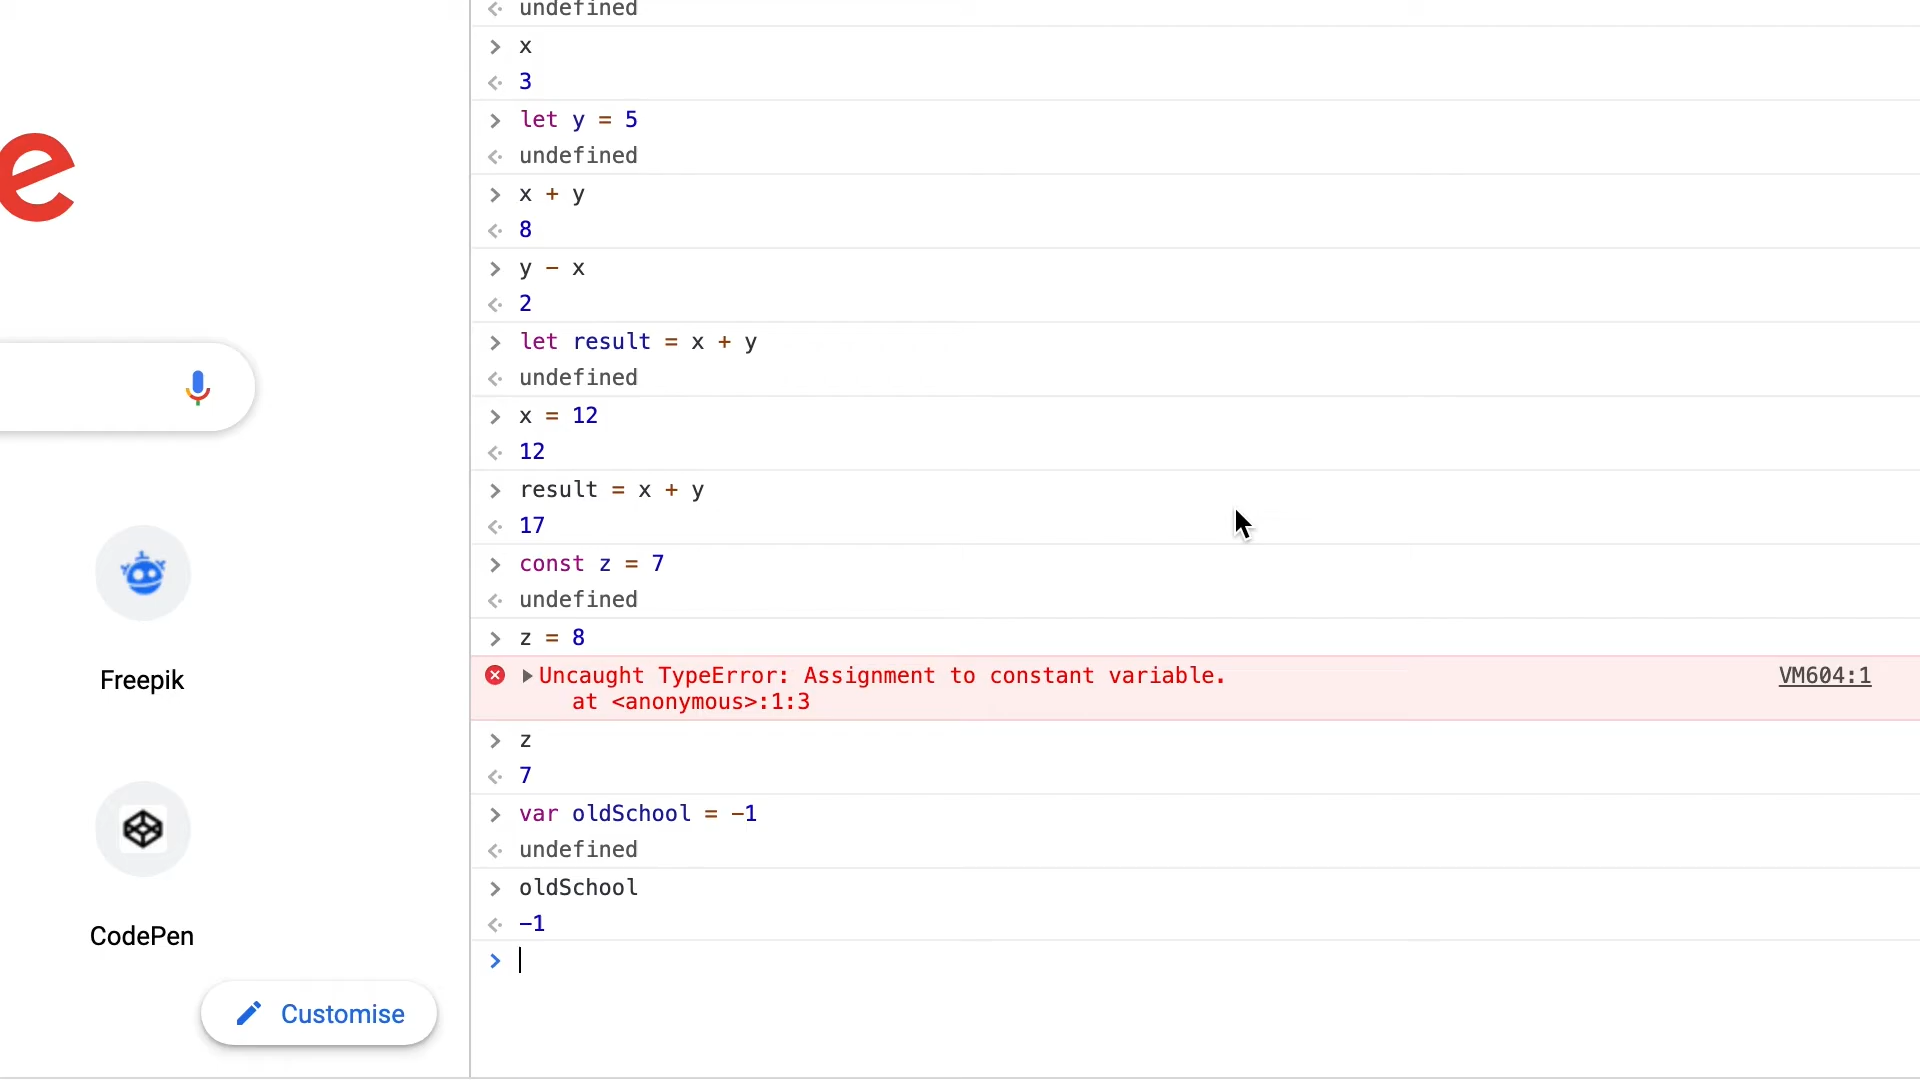 undefined
x
3
let y = 5
undefined
x + y
8
y - x
2
let result = x + y
undefined
x = 12
12
result = x + y
17
const z = 7
undefined
z = 8
Uncaught TypeError: Assignment to constant variable. VM604:1
at <anonymous>:1:3
z
7
var oldSchool = -1
undefined
oldSchool
-1
e
Freepik
CodePen
Customise